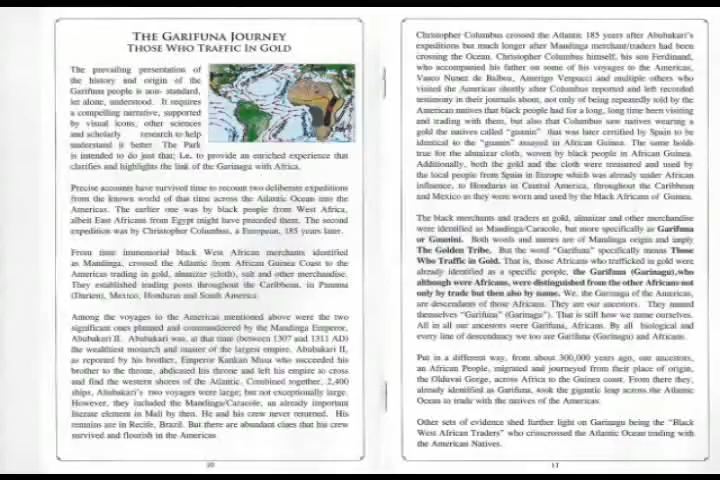 THE GARIFUNA JOURNEY
THOSE WHO TRAFFIC IN GOLD
The prevailing presentation of
the history and origin of the
Garifuna people is non- standard,
let alone, understood. It requires
a compelling narrative, supported
by visual icons, other sciences
and scholarly research to help
understand it better. The Park
is intended to do just that; i.e. to provide an enriched experience that
clarifies and highlights the link of the Garinagu with Africa.
Precise accounts have survived time to recount two deliberate expeditions
from the known world of that time across the Atlantic Ocean into the
Americas. The earlier one was by black people from West Africa,
albeit East Africans from Egypt might have preceded them. The second
expedition was by Christopher Columbus, a European, 185 years later.
From time immemorial black West African merchants identified
as Mandinga, crossed the Atlantic from African Guinea Coast to the
Americas trading in gold, almaizar (cloth), salt and other merchandise.
They established trading posts throughout the Caribbean, in Panama
(Darien), Mexico, Honduras and South America.
Among the voyages to the Americas mentioned above were the two
significant ones planned and commandeered by the Mandinga Emperor,
Abubakari II. Abubakari was, at that time (between 1307 and 1311 AD)
the wealthiest monarch and master of the largest empire. Abubakari II,
as reported by his brother, Emperor Kankan Musa who succeeded his
brother to the throne, abdicated his throne and left his empire to cross
and find the western shores of the Atlantic. Combined together, 2,400
ships, Abubakari's two voyages were large; but not exceptionally large.
However, they included the Mandinga/Caracole, an already important
literate element in Mali by then. He and his crew never returned. His
remains are in Recife, Brazil. But there are abundant clues that his crew
survived and flourish in the Americas
10
Christopher Columbus crossed the Atlantic 185 years after Abubakari's
expeditions but much longer after Mandinga merchant/traders had been
crossing the Ocean. Christopher Columbus himself, his son Ferdinand,
who accompanied his father on some of his voyages to the Americas,
Vasco Nunez de Balboa, Amerigo Vespucci and multiple others who
visited the Americas shortly after Columbus reported and left recorded
testimony in their journals about, not only of being repeatedly told by the
American natives that black people had for a long, long time been visiting
and trading with them, but also that Columbus saw natives wearing a
gold the natives called "guanin" that was later certified by Spain to be
identical to the "guanin" assayed in African Guinea. The same holds
true for the almaizar cloth, woven by black people in African Guinea.
Additionally, both the gold and the cloth were treasured and used by
the local people from Spain in Europe which was already under African
influence, to Honduras in Central America, throughout the Caribbean
and Mexico as they were worn and used by the black Africans of Guinea.
The black merchants and traders in gold, almaizar and other merchandise
were identified as Mandinga/Caracole, but more specifically as Garifuna
or Guanini. Both words and names are of Mandinga origin and imply
The Golden Tribe. But the word "Garifuna" specifically means Those
Who Traffic in Gold. That is, those Africans who trafficked in gold were
already identified as a specific people, the Garifuna (Garinagu),who
although were Africans, were distinguished from the other Africans not
only by trade but then also by name. We, the Garinagu of the Americas,
are descendants of those Africans. They are our ancestors. They named
themselves "Garifuna" (Garinagu). That is still how we name ourselves.
All in all our ancestors were Garifuna, Africans. By all biological and
every line of descendancy we too are Gariluna (Garinagu) and Africans.
Put in a different way, from about 300,000 years ago, our ancestors,
an African People, migrated and journeyed from their place of origin,
the Olduvai Gorge, across Africa to the Guinea coast. From there they,
already identified as Garifuna, took the gigantic leap across the Atlantic
Ocean to trade with the natives of the Americas.
Other sets of evidence shed further light on Garinagu being the "Black
West African Traders" who crisscrossed the Atlantic Ocean trading with
the American Natives.
11